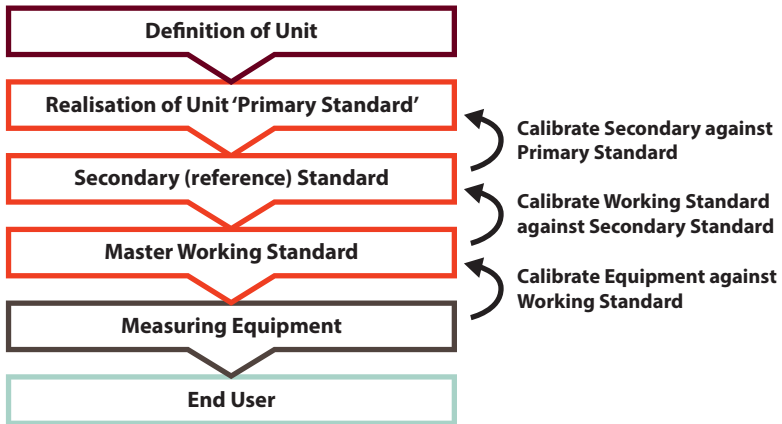 Definition of Unit
Realisation of Unit ‘Primary Standard’
Calibrate Secondary against
Primary Standard
Secondary (reference) Standard
Calibrate Working Standard
against Secondary Standard
Master Working Standard
Calibrate Equipment against
Working Standard
Measuring Equipment
End User